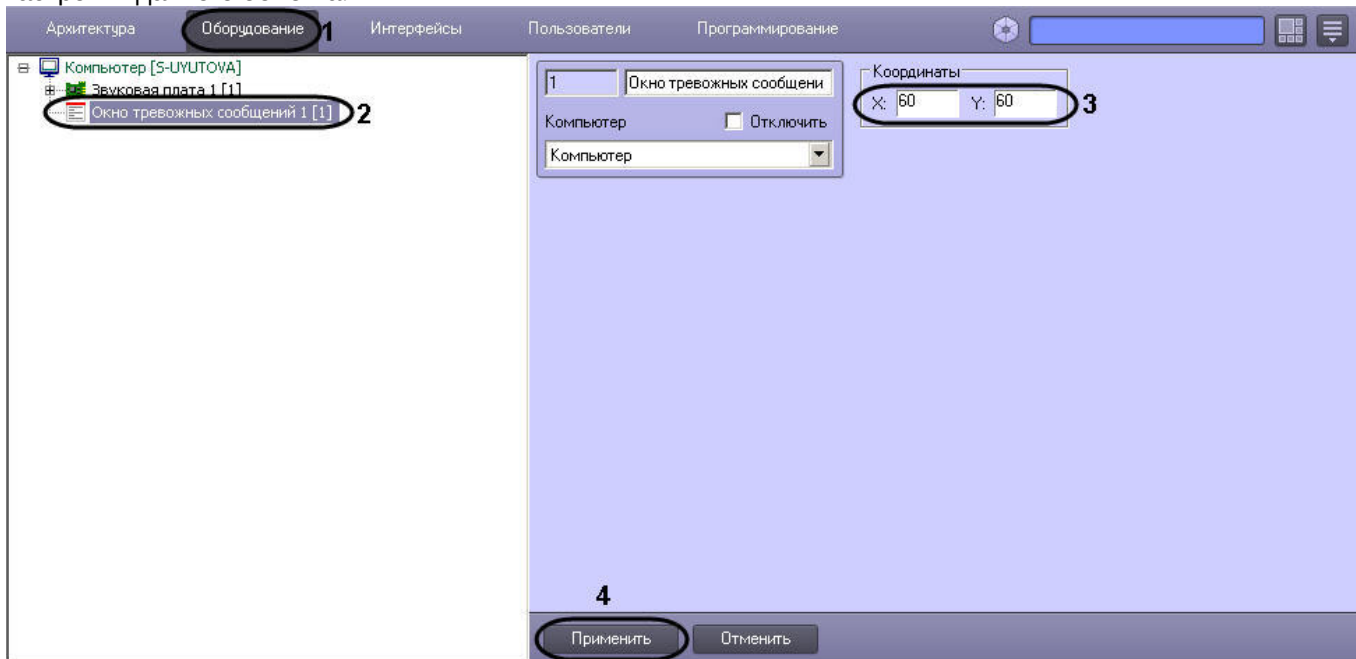 Архитектура Оборудование 1 Интерфейсы Пользователи Программирование
Компьютер [S-UYUTOVA]
Звуковая плата 1 [1]
Окно тревожных сообщений 1 [1] 2
1 Окно тревожных сообщени
Компьютер Отключить
Компьютер
Координаты
X: 60 Y: 60 3
4
Применить Отменить